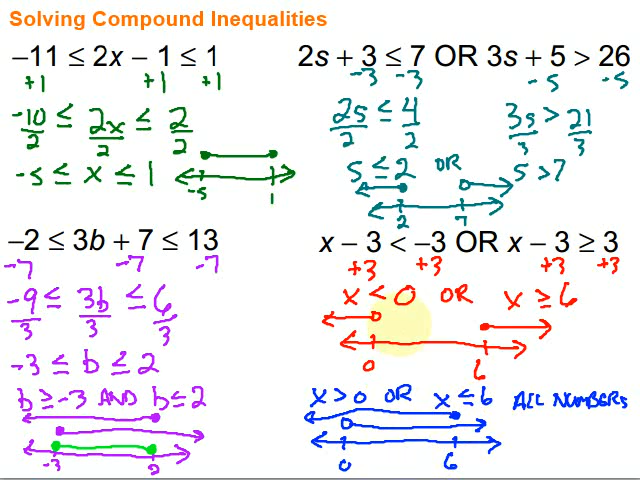 Solving Compound Inequalities
–11 ≤ 2x – 1 ≤ 1
+1 +1 +1
-10/2 ≤ 2x/2 ≤ 2/2
-5 ≤ x ≤ 1
-5 1
2s + 3 ≤ 7 OR 3s + 5 > 26
-3 -3 -5 -5
2s/2 ≤ 4/2 3s/3 > 21/3
s ≤ 2 OR s > 7
2 7
–2 ≤ 3b + 7 ≤ 13
-7 -7 -7
-9/3 ≤ 3b/3 ≤ 6/3
-3 ≤ b ≤ 2
b ≥ -3 AND b ≤ 2
-3 2
x – 3 < –3 OR x – 3 ≥ 3
+3 +3 +3 +3
x < 0 OR x ≥ 6
0 6
x > 0 OR x ≤ 6 ALL NUMBERS
0 6